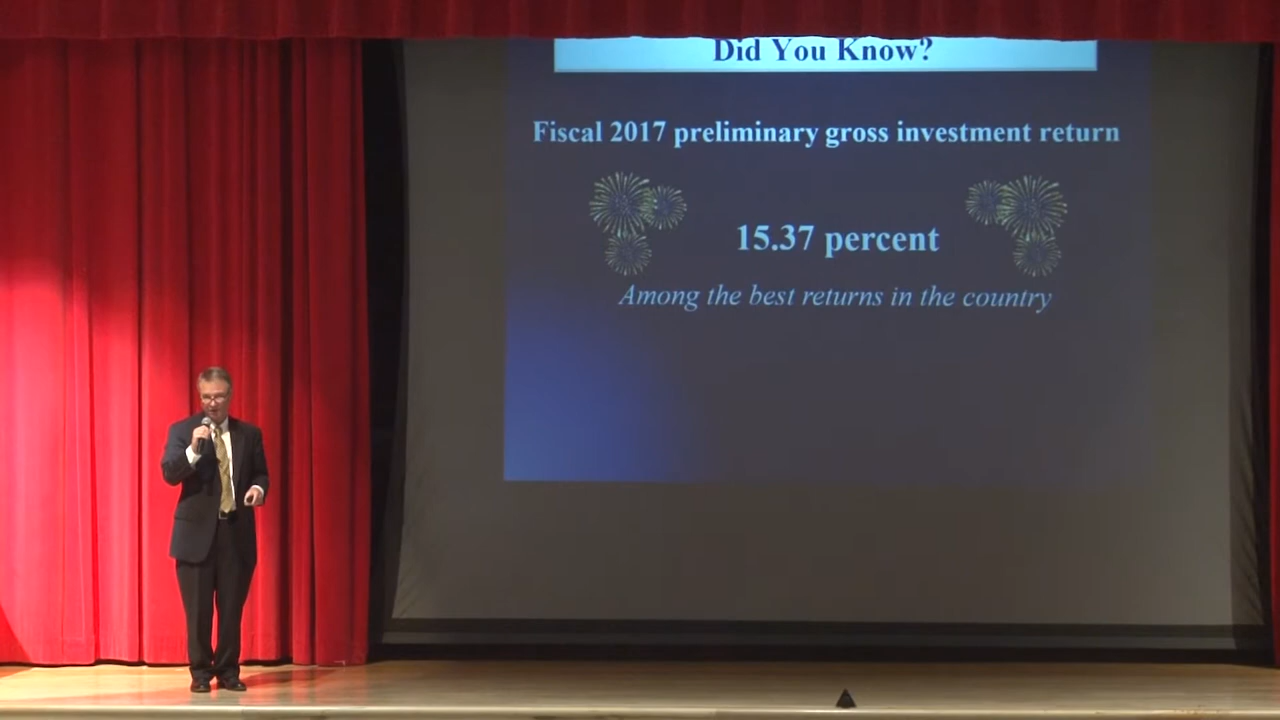 Did You Know?
Fiscal 2017 preliminary gross investment return
15.37 percent
Among the best returns in the country